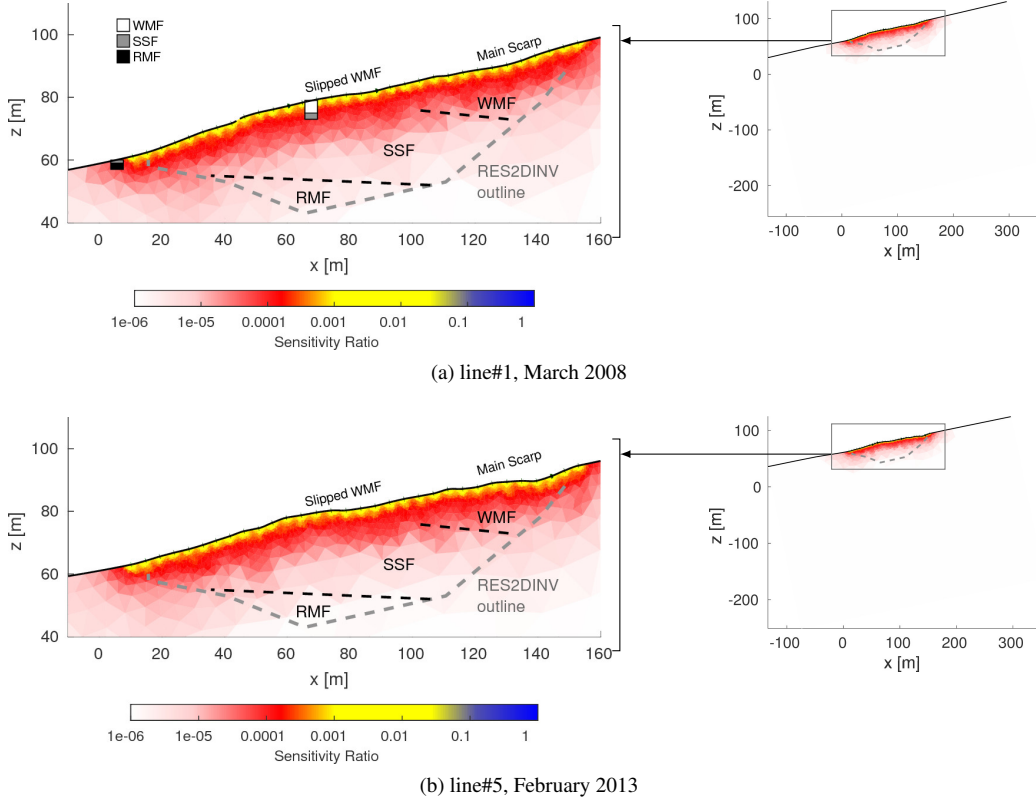 WMF
SSF
RMF
100
80
60
40
z [m]
Slipped WMF
Main Scarp
WMF
SSF
RMF
RES2DINV
outline
0 20 40 60 80 100 120 140 160
x [m]
1e-06 1e-05 0.0001 0.001 0.01 0.1 1
Sensitivity Ratio
100
0
-100
-200
z [m]
-100 0 100 200 300
x [m]
(a) line#1, March 2008
100
80
60
40
z [m]
Slipped WMF
Main Scarp
WMF
SSF
RMF
RES2DINV
outline
0 20 40 60 80 100 120 140 160
x [m]
1e-06 1e-05 0.0001 0.001 0.01 0.1 1
Sensitivity Ratio
100
0
-100
-200
z [m]
-100 0 100 200 300
x [m]
(b) line#5, February 2013